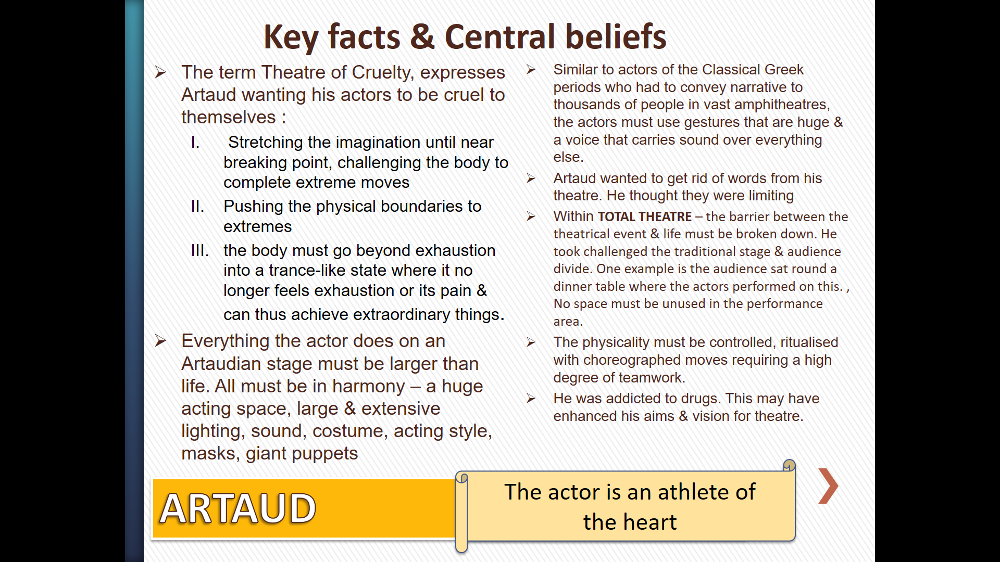 Key facts & Central beliefs
➢ The term Theatre of Cruelty, expresses
Artaud wanting his actors to be cruel to
themselves :
I. Stretching the imagination until near
breaking point, challenging the body to
complete extreme moves
II. Pushing the physical boundaries to
extremes
III. the body must go beyond exhaustion
into a trance-like state where it no
longer feels exhaustion or its pain &
can thus achieve extraordinary things.
➢ Everything the actor does on an
Artaudian stage must be larger than
life. All must be in harmony – a huge
acting space, large & extensive
lighting, sound, costume, acting style,
masks, giant puppets
➢ Similar to actors of the Classical Greek
periods who had to convey narrative to
thousands of people in vast amphitheatres,
the actors must use gestures that are huge &
a voice that carries sound over everything
else.
➢ Artaud wanted to get rid of words from his
theatre. He thought they were limiting
➢ Within TOTAL THEATRE – the barrier between the
theatrical event & life must be broken down. He
took challenged the traditional stage & audience
divide. One example is the audience sat round a
dinner table where the actors performed on this. ,
No space must be unused in the performance
area.
➢ The physicality must be controlled, ritualised
with choreographed moves requiring a high
degree of teamwork.
➢ He was addicted to drugs. This may have
enhanced his aims & vision for theatre.
ARTAUD
The actor is an athlete of
the heart